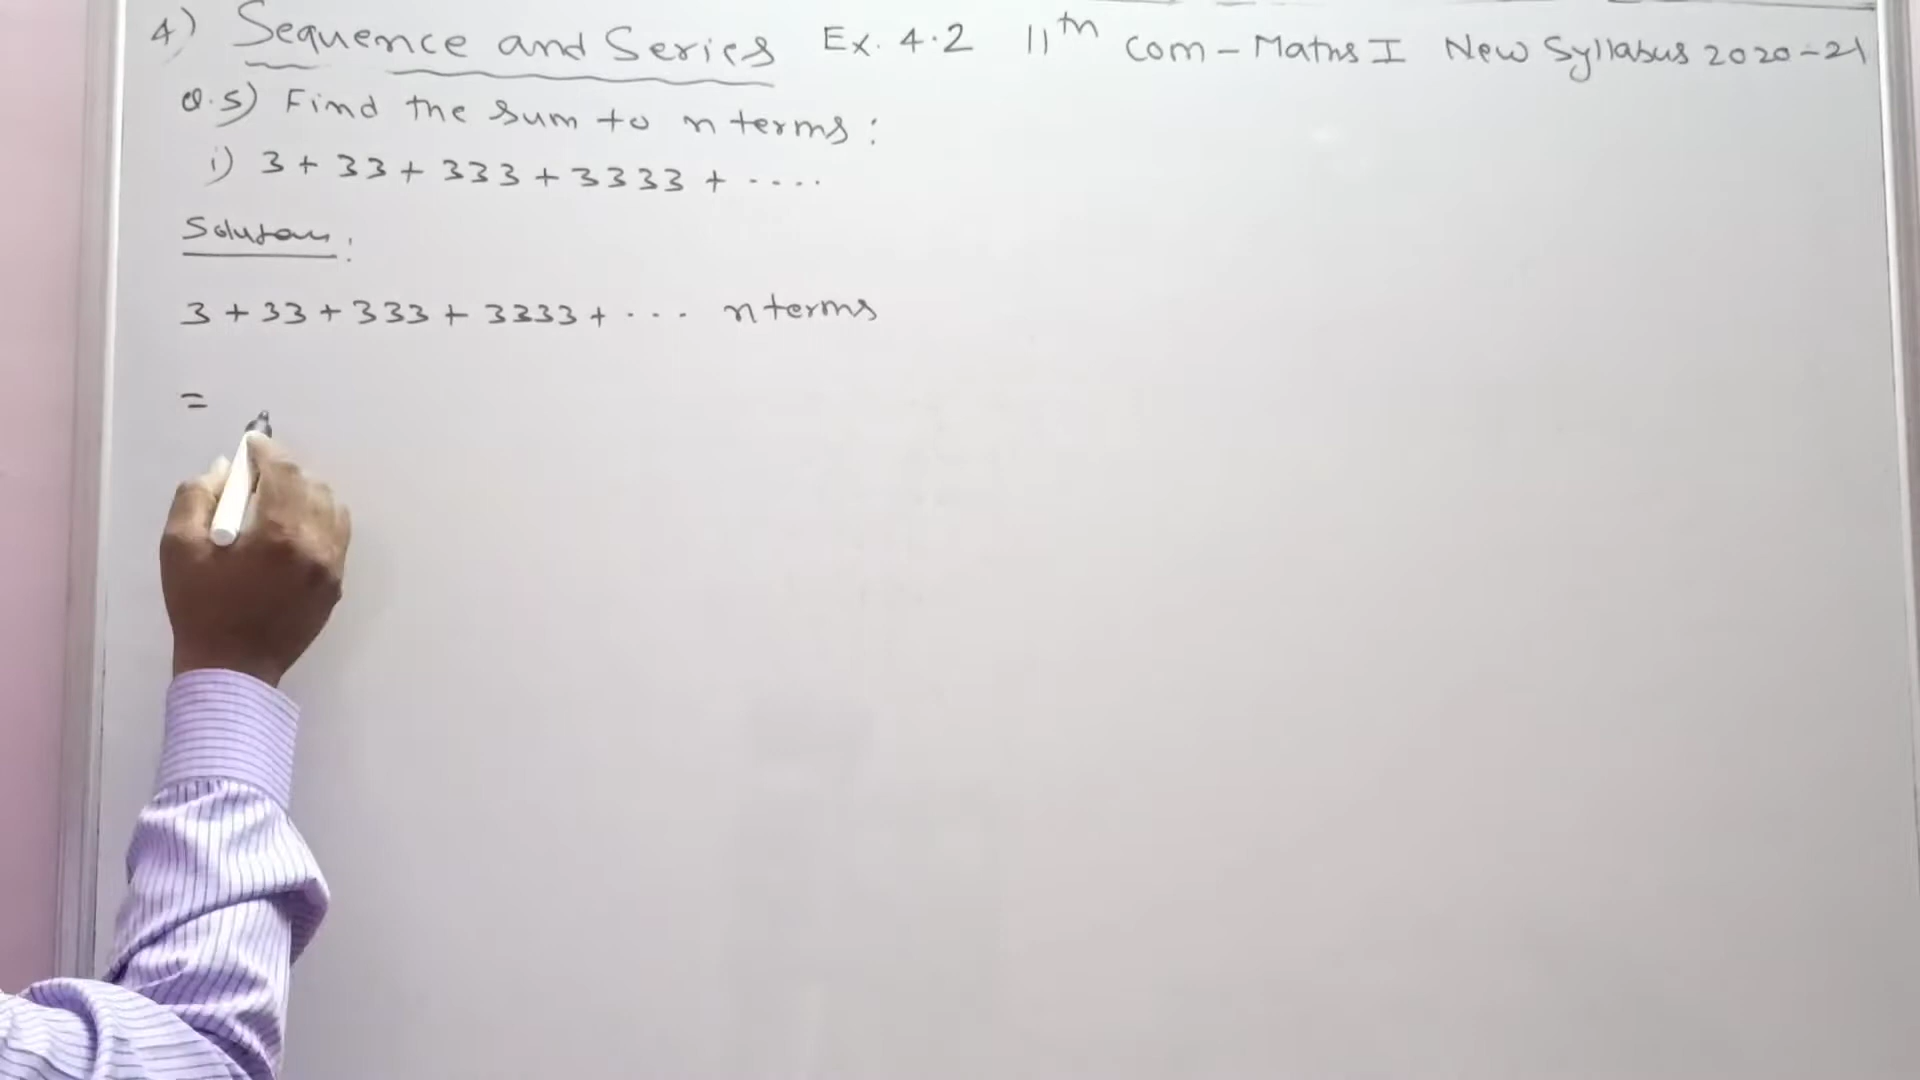 4) Sequence and Series Ex. 4.2 11th Com - Maths I New Syllabus 2020-21
Q.5) Find the sum to n terms:
i) 3 + 33 + 333 + 3333 + ....
Solution:
3 + 33 + 333 + 3333 + ... n terms
=